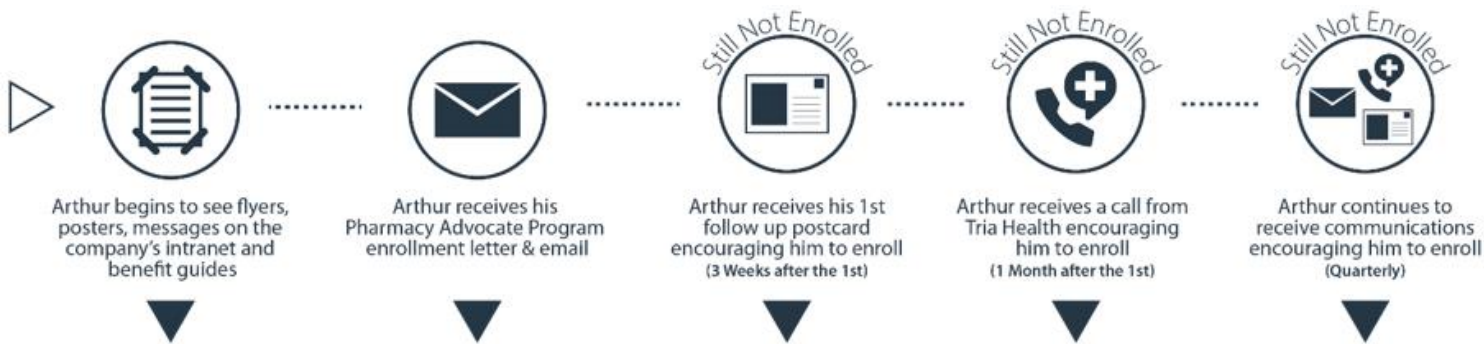 Still Not Enrolled
Still Not Enrolled
Still Not Enrolled
Arthur begins to see flyers,
posters, messages on the
company's intranet and
benefit guides
Arthur receives his
Pharmacy Advocate Program
enrollment letter & email
Arthur receives his 1st
follow up postcard
encouraging him to enroll
(3 Weeks after the 1st)
Arthur receives a call from
Tria Health encouraging
him to enroll
(1 Month after the 1st)
Arthur continues to
receive communications
encouraging him to enroll
(Quarterly)